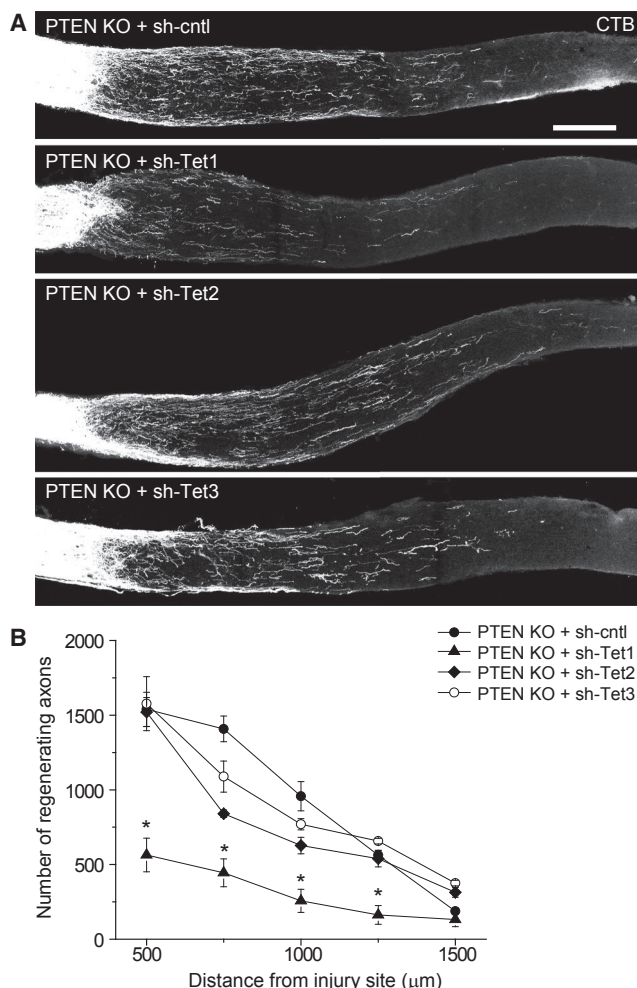 A
PTEN KO + sh-cntl
CTB
PTEN KO + sh-Tet1
PTEN KO + sh-Tet2
PTEN KO + sh-Tet3
B
PTEN KO + sh-cntl
PTEN KO + sh-Tet1
PTEN KO + sh-Tet2
PTEN KO + sh-Tet3
Number of regenerating axons
2000
1500
1000
500
0
* * * *
500 1000 1500
Distance from injury site (μm)